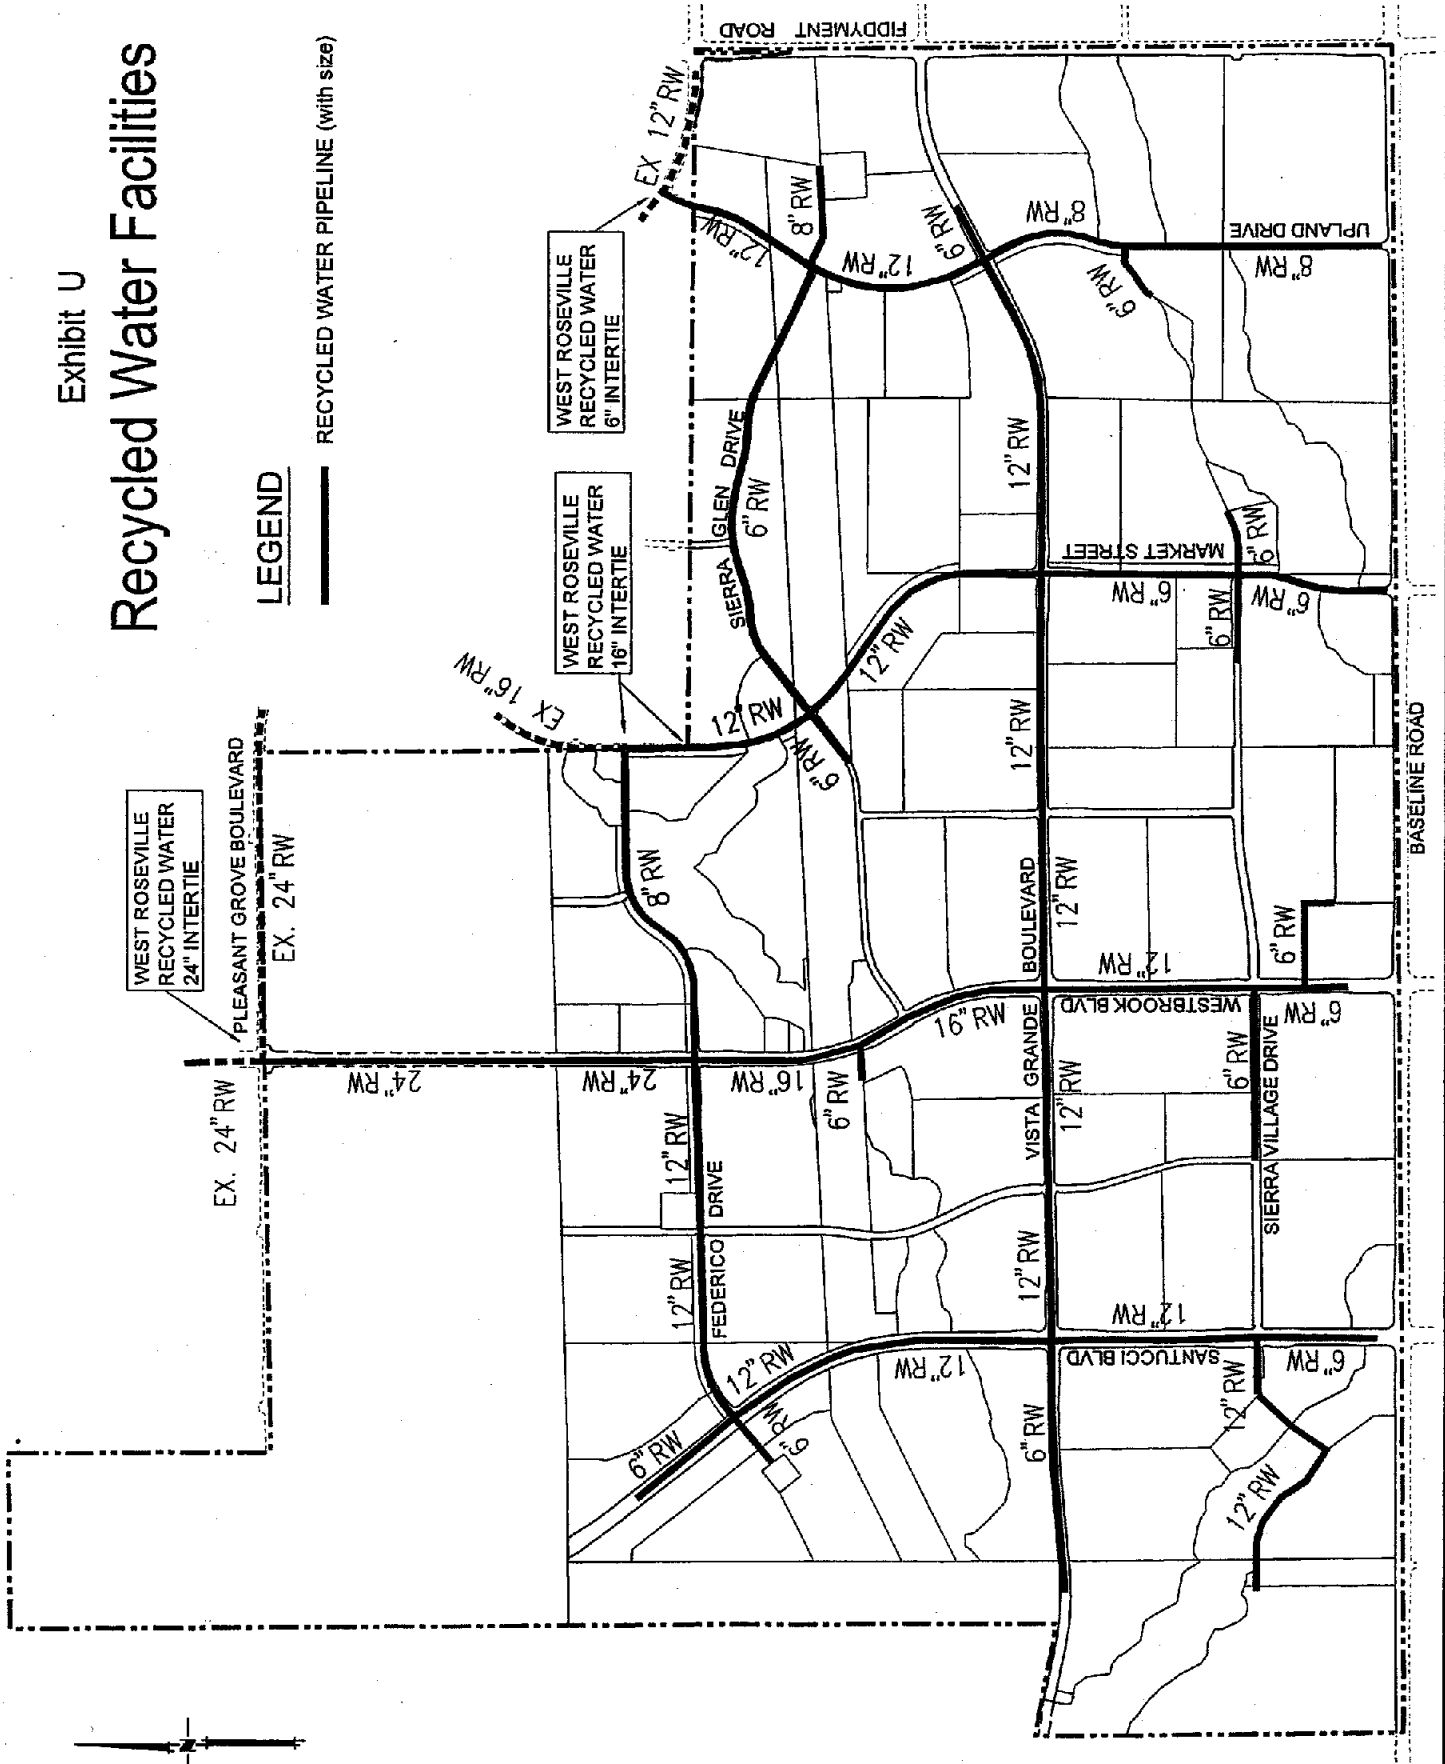 Exhibit U
Recycled Water Facilities
LEGEND
RECYCLED WATER PIPELINE (with size)
WEST ROSEVILLE
RECYCLED WATER
24" INTERTIE
PLEASANT GROVE BOULEVARD
EX. 24" RW
EX. 24" RW
WEST ROSEVILLE
RECYCLED WATER
16" INTERTIE
EX 16" RW
WEST ROSEVILLE
RECYCLED WATER
6" INTERTIE
EX 12" RW
FIDDYMENT ROAD
24" RW
24" RW
16" RW
16" RW
6" RW
8" RW
12" RW
12" RW
FEDERICO DRIVE
6" RW
12" RW
6" RW
12" RW
12" RW
12" RW
6" RW
SIERRA GLEN DRIVE
6" RW
12" RW
8" RW
12" RW
6" RW
8" RW
6" RW
8" RW
UPLAND DRIVE
6" RW
12" RW
12" RW
12" RW
12" RW
12" RW
VISTA GRANDE BOULEVARD
MARKET STREET
6" RW
6" RW
6" RW
6" RW
WESTBROOK BLVD
12" RW
6" RW
6" RW
6" RW
SIERRA VILLAGE DRIVE
SANTUCCI BLVD
12" RW
6" RW
12" RW
12" RW
BASELINE ROAD
N